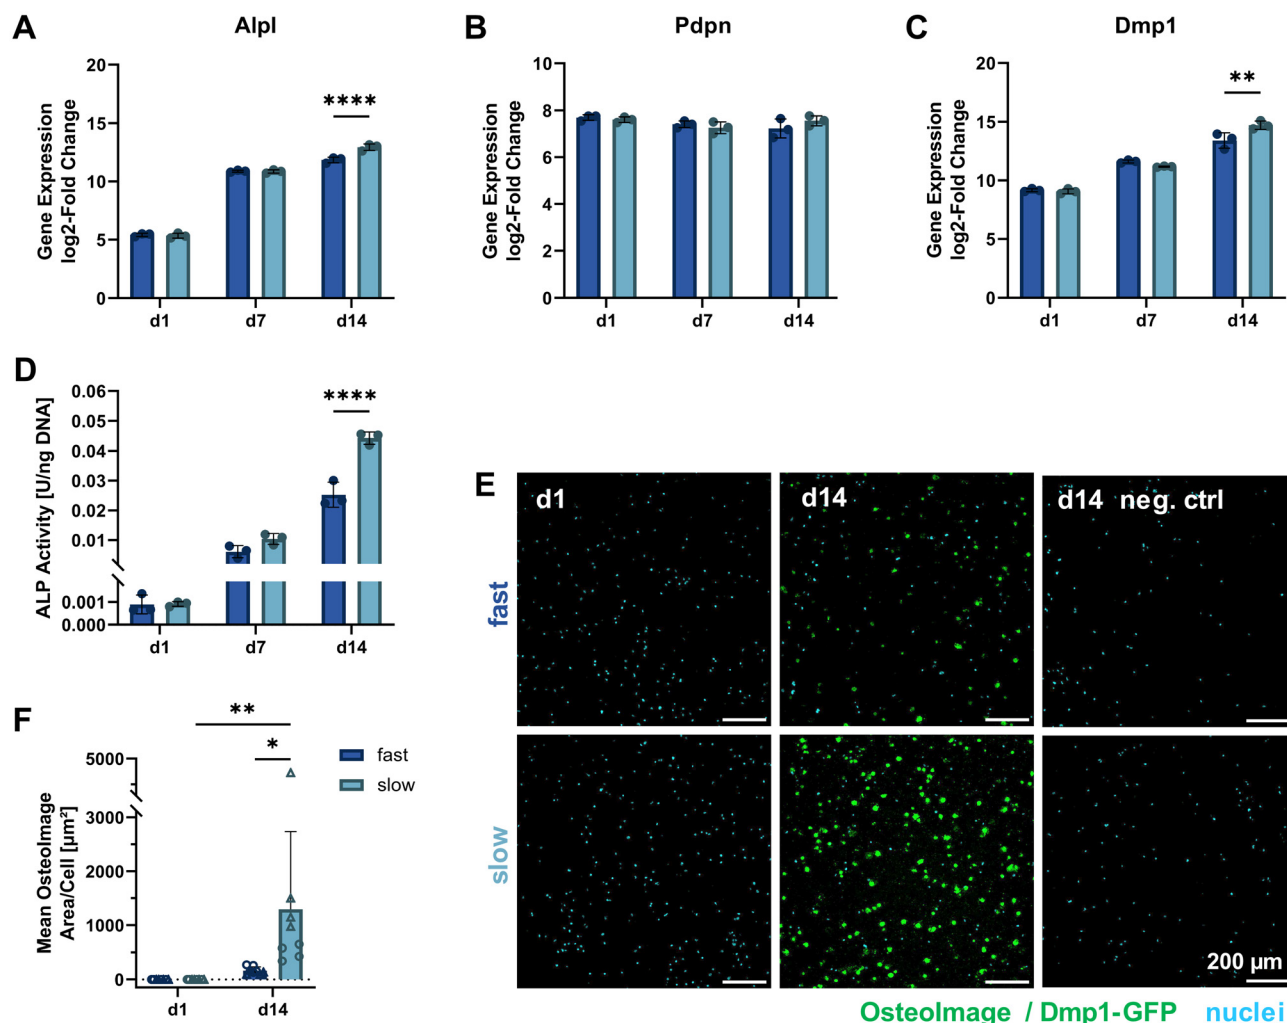 A
Alpl
Gene Expression
log2-Fold Change
20
15
10
5
0
****
d1
d7
d14
B
Pdpn
Gene Expression
log2-Fold Change
10
8
6
4
2
0
d1
d7
d14
C
Dmp1
Gene Expression
log2-Fold Change
20
15
10
5
0
**
d1
d7
d14
D
ALP Activity [U/ng DNA]
0.06
0.05
0.04
0.03
0.02
0.01
0.001
0.000
****
d1
d7
d14
E
d1
d14
d14 neg. ctrl
fast
slow
200 µm
OsteoImage / Dmp1-GFP nuclei
F
Mean OsteoImage
Area/Cell [µm²]
5000
3000
2000
1000
0
**
*
d1
d14
fast
slow